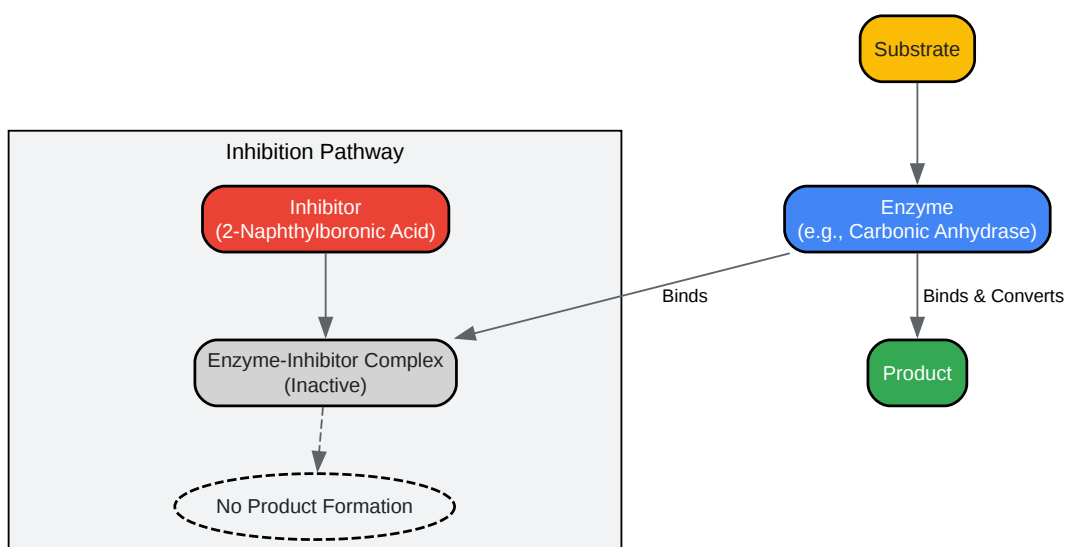 Substrate
Inhibition Pathway
Inhibitor
(2-Naphthylboronic Acid)
Enzyme
(e.g., Carbonic Anhydrase)
Binds
Binds & Converts
Enzyme-Inhibitor Complex
(Inactive)
Product
No Product Formation